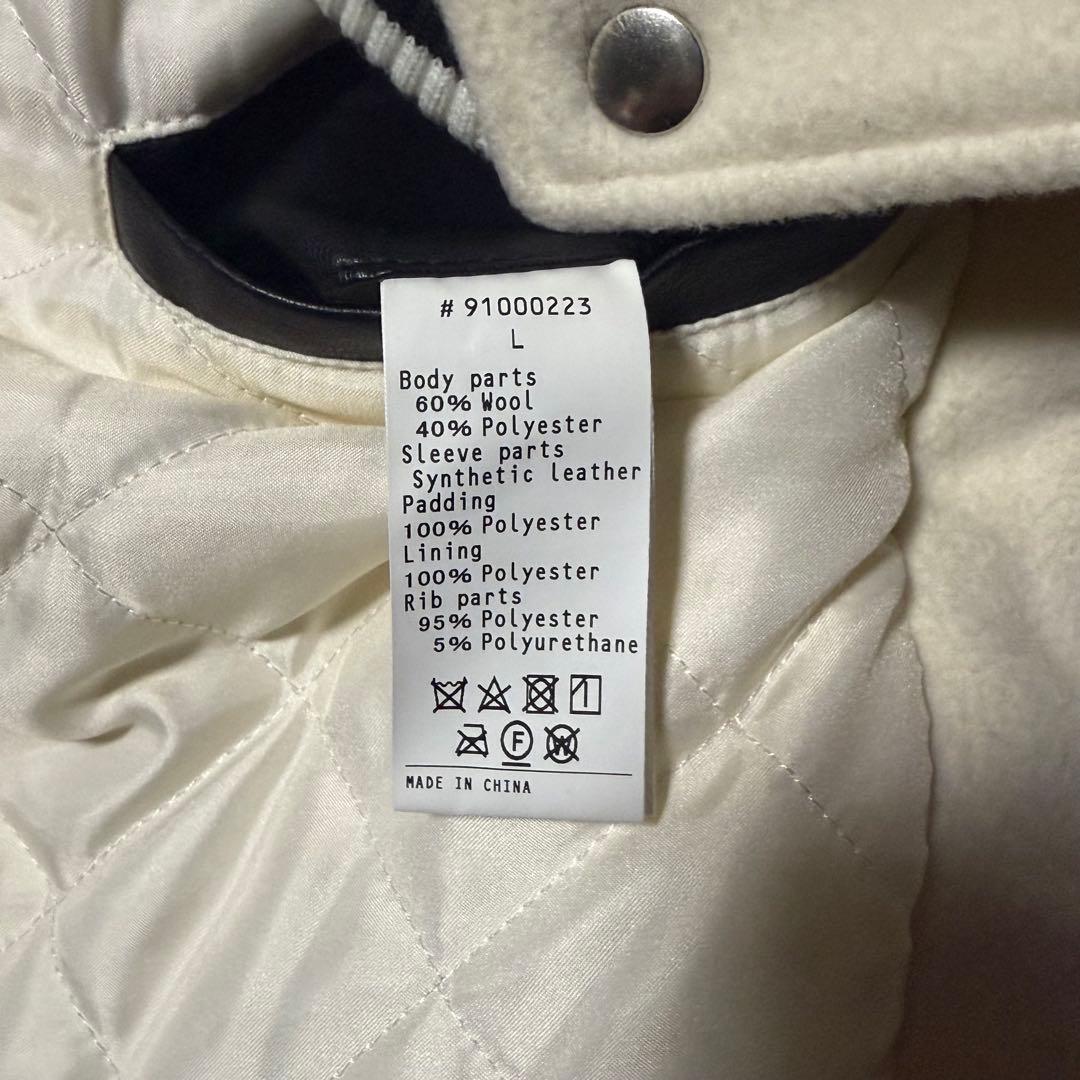 # 91000223
L
Body parts
60% Wool
40% Polyester
Sleeve parts
Synthetic leather
Padding
100% Polyester
Lining
100% Polyester
Rib parts
95% Polyester
5% Polyurethane
F
W
MADE IN CHINA